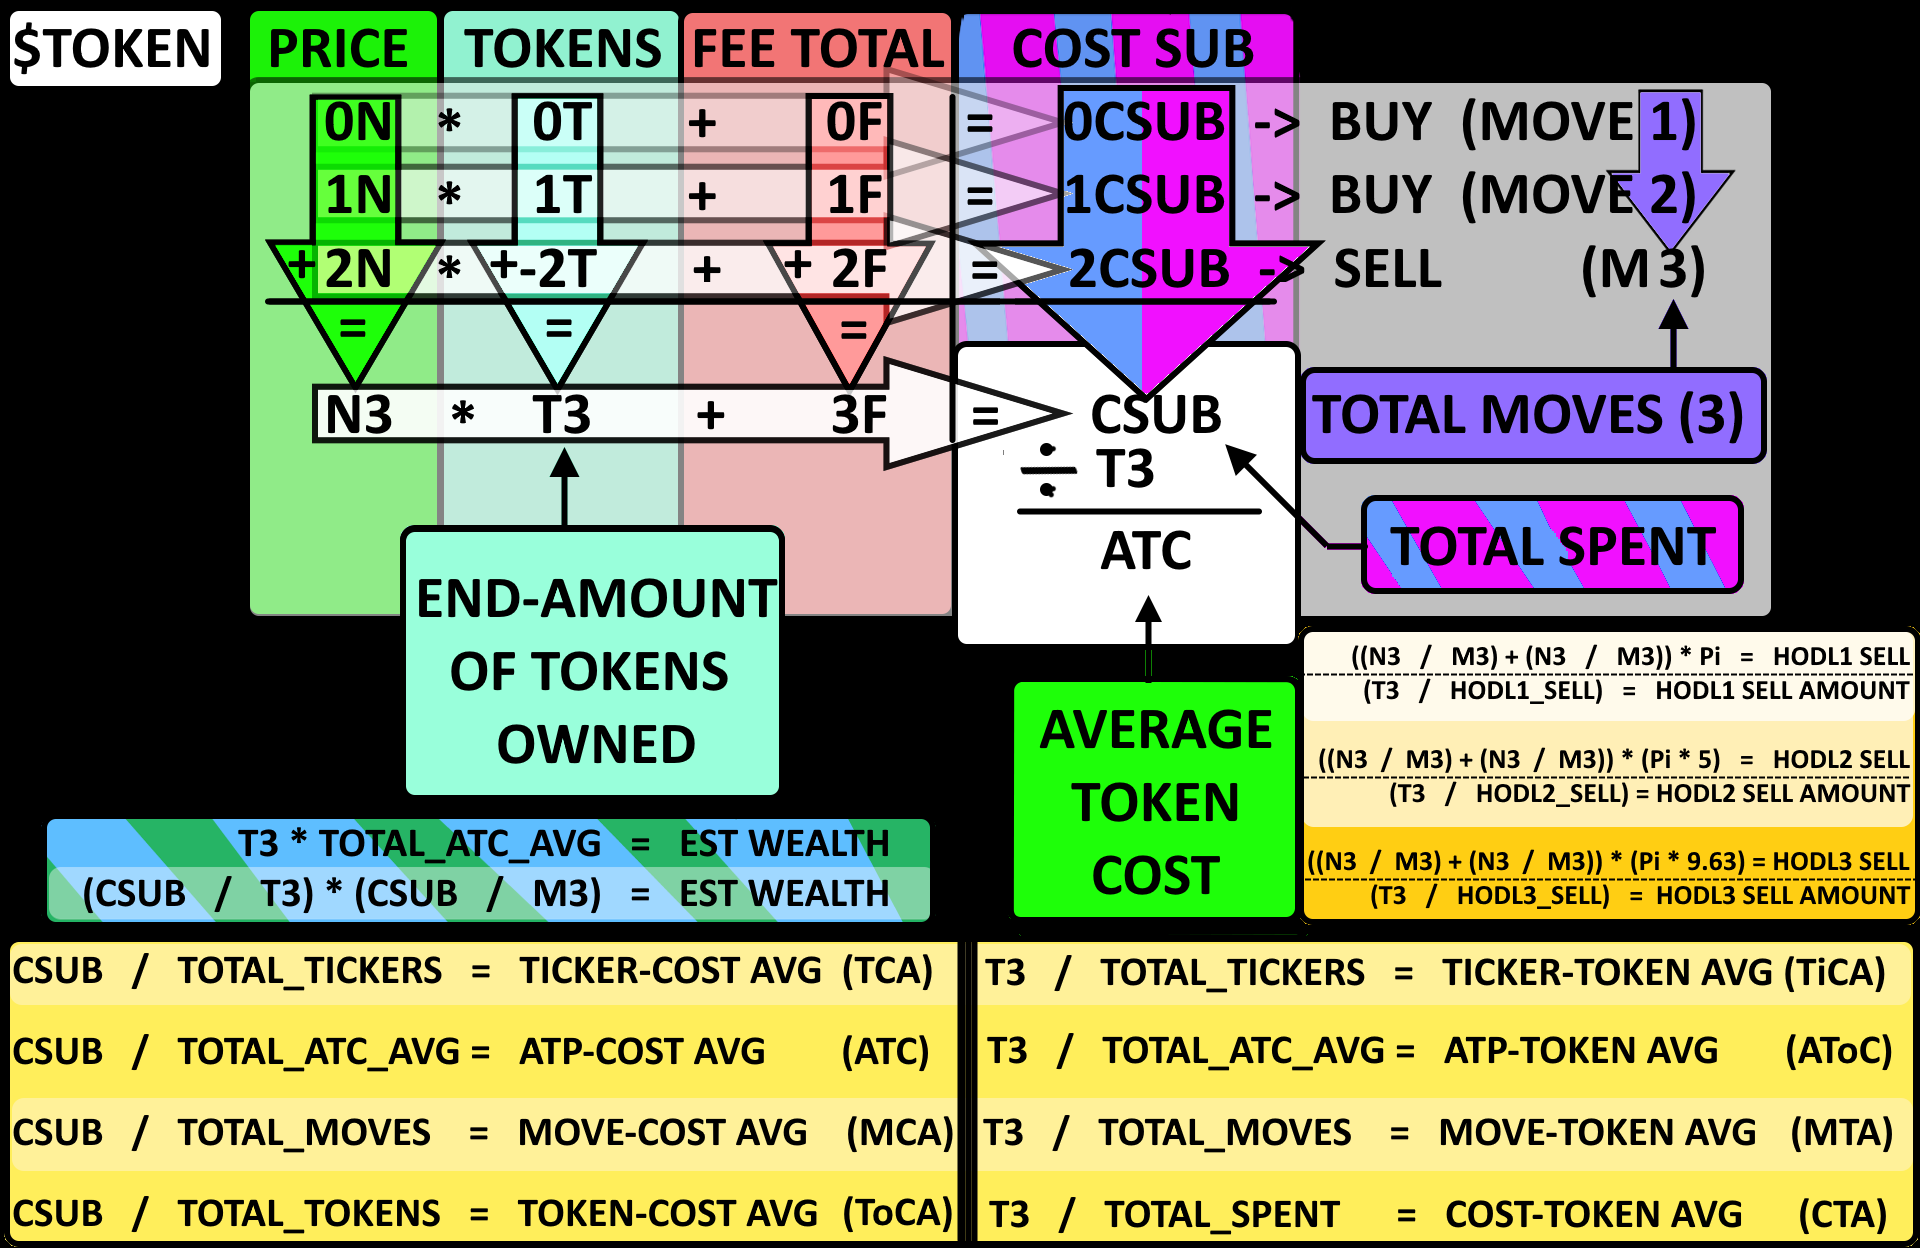 $TOKEN PRICE TOKENS FEE TOTAL COST SUB
0N * 0T + 0F = 0CSUB -> BUY (MOVE 1)
1N * 1T + 1F = 1CSUB -> BUY (MOVE 2)
+ 2N * + -2T + + 2F = 2CSUB -> SELL (M 3)
= = =
N3 * T3 + 3F = CSUB
TOTAL MOVES (3)
÷ T3
ATC
TOTAL SPENT
END-AMOUNT
OF TOKENS
OWNED
AVERAGE
TOKEN
COST
((N3 / M3) + (N3 / M3)) * Pi = HODL1 SELL
(T3 / HODL1_SELL) = HODL1 SELL AMOUNT
((N3 / M3) + (N3 / M3)) * (Pi * 5) = HODL2 SELL
(T3 / HODL2_SELL) = HODL2 SELL AMOUNT
((N3 / M3) + (N3 / M3)) * (Pi * 9.63) = HODL3 SELL
(T3 / HODL3_SELL) = HODL3 SELL AMOUNT
T3 * TOTAL_ATC_AVG = EST WEALTH
(CSUB / T3) * (CSUB / M3) = EST WEALTH
CSUB / TOTAL_TICKERS = TICKER-COST AVG (TCA)
CSUB / TOTAL_ATC_AVG = ATP-COST AVG (ATC)
CSUB / TOTAL_MOVES = MOVE-COST AVG (MCA)
CSUB / TOTAL_TOKENS = TOKEN-COST AVG (ToCA)
T3 / TOTAL_TICKERS = TICKER-TOKEN AVG (TiCA)
T3 / TOTAL_ATC_AVG = ATP-TOKEN AVG (AToC)
T3 / TOTAL_MOVES = MOVE-TOKEN AVG (MTA)
T3 / TOTAL_SPENT = COST-TOKEN AVG (CTA)